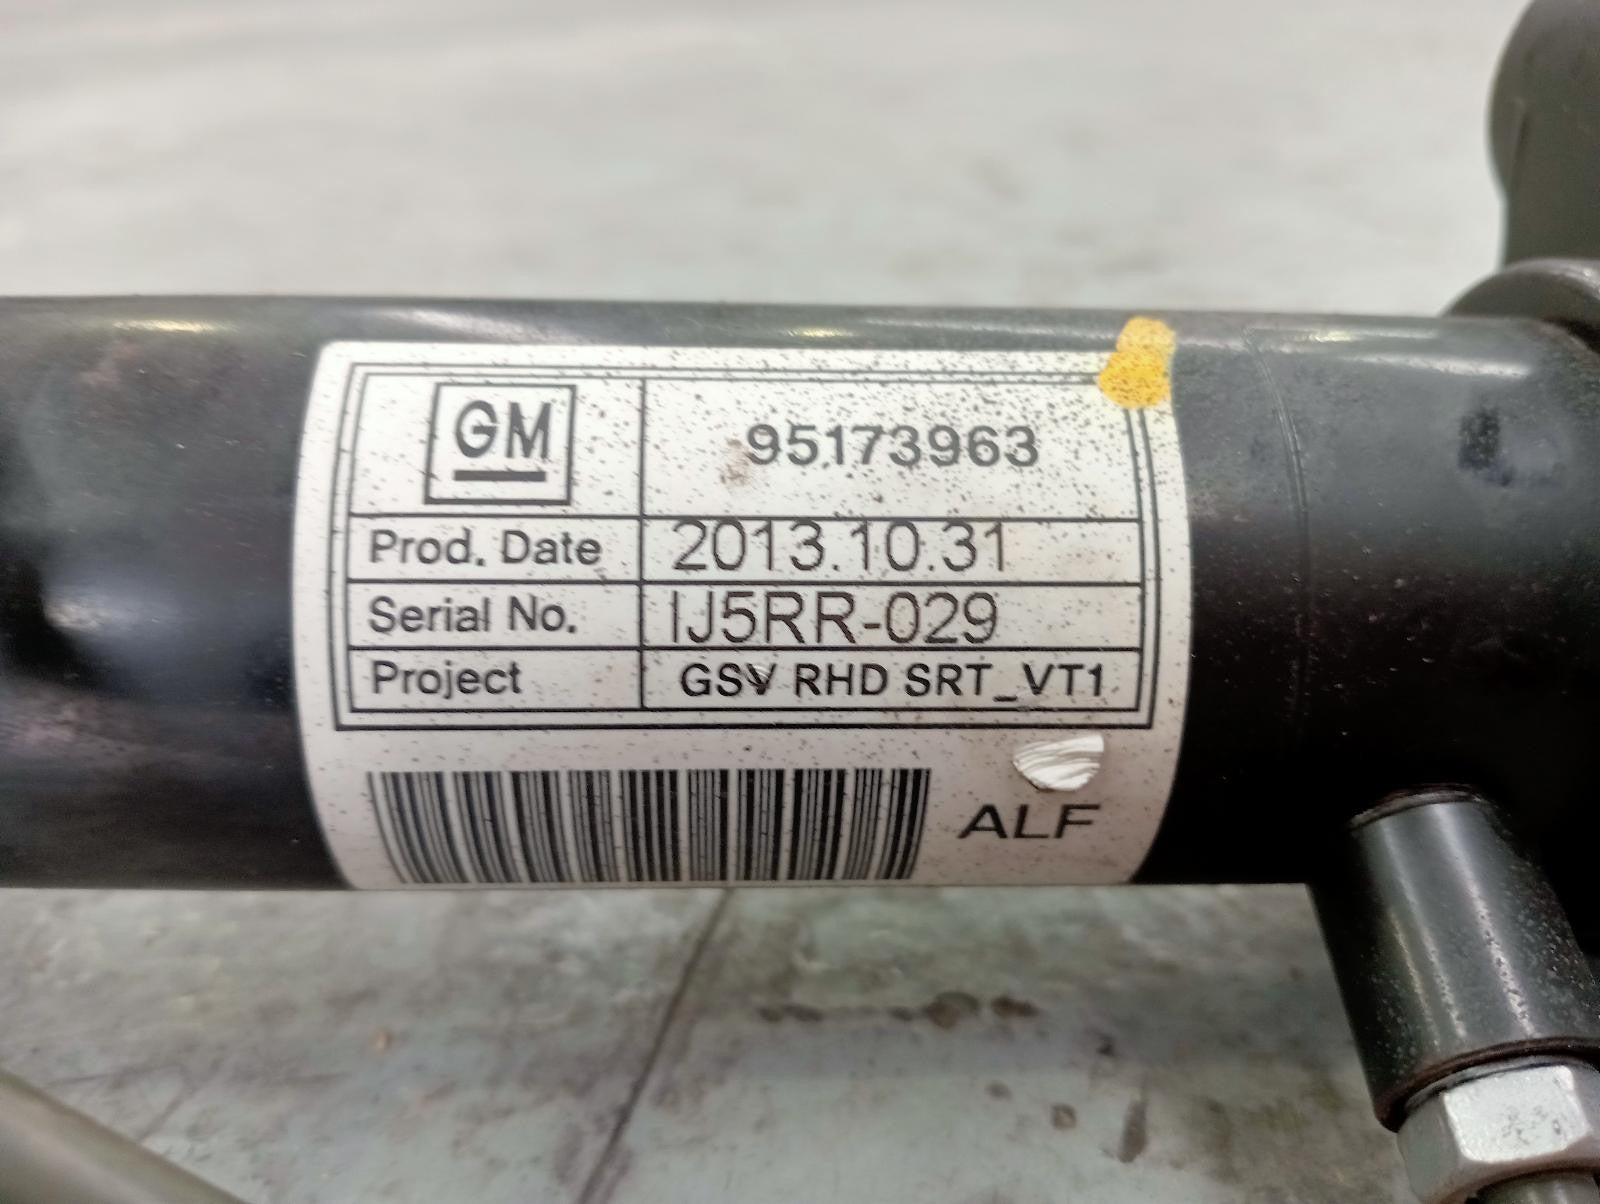 GM 95173963
Prod. Date 2013.10.31
Serial No. IJ5RR-029
Project GSV RHD SRT_VT1
ALF